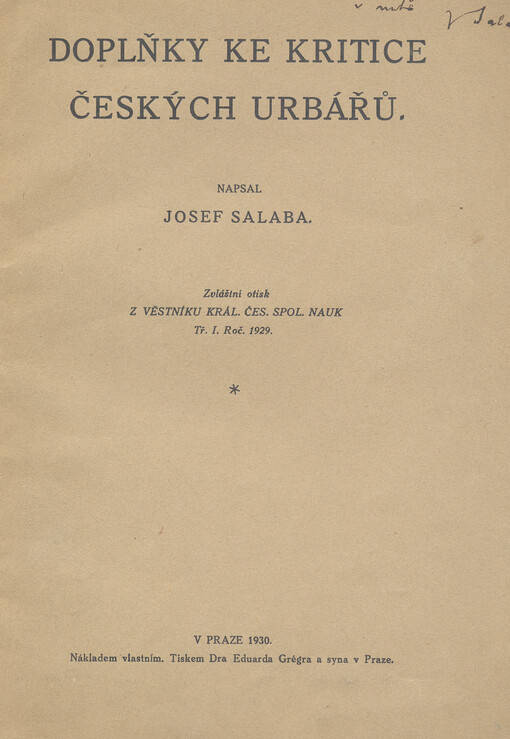 DOPLŇKY KE KRITICE
ČESKÝCH URBÁŘŮ.
NAPSAL
JOSEF SALABA.
Zvláštní otisk
Z VĚSTNÍKU KRÁL. ČES. SPOL. NAUK
Tř. I. Roč. 1929.
*
V PRAZE 1930.
Nákladem vlastním. Tiskem Dra Eduarda Grégra a syna v Praze.